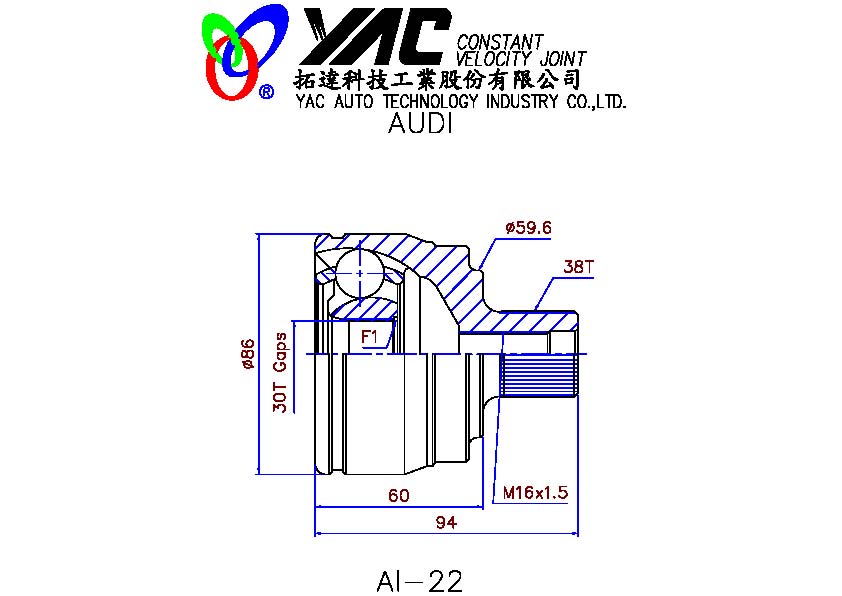 YAC CONSTANT
VELOCITY JOINT
®
拓達科技工業股份有限公司
YAC AUTO TECHNOLOGY INDUSTRY CO.,LTD.
AUDI
ø59.6
38T
F1
ø86
30T Gaps
M16x1.5
60
94
AI-22